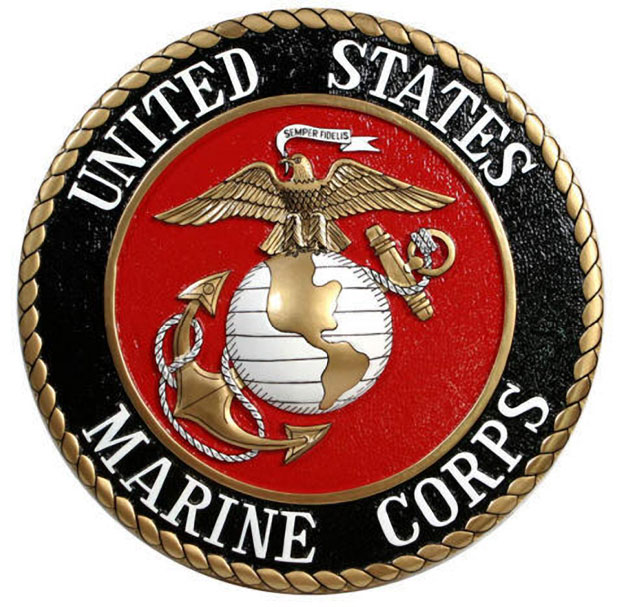 UNITED STATES
SEMPER FIDELIS
MARINE CORPS